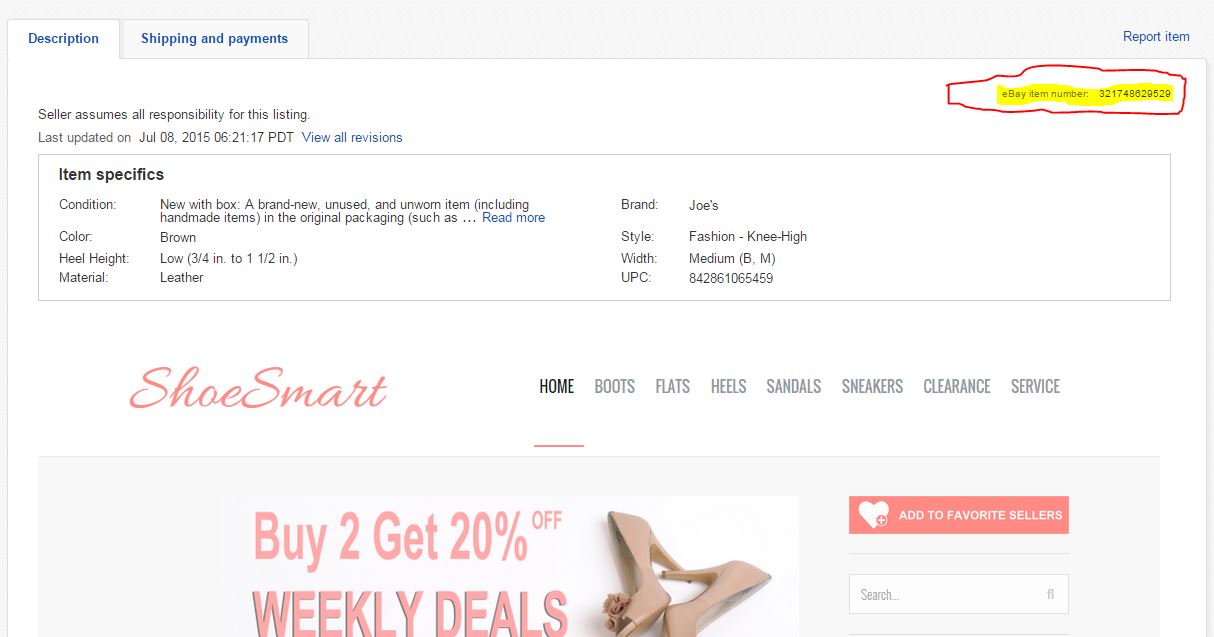 Description Shipping and payments Report item
eBay item number: 321748629529
Seller assumes all responsibility for this listing.
Last updated on Jul 08, 2015 06:21:17 PDT View all revisions
Item specifics
Condition: New with box: A brand-new, unused, and unworn item (including
handmade items) in the original packaging (such as ... Read more
Brand: Joe's
Color: Brown
Style: Fashion - Knee-High
Heel Height: Low (3/4 in. to 1 1/2 in.)
Width: Medium (B, M)
Material: Leather
UPC: 842861065459
ShoeSmart
HOME BOOTS FLATS HEELS SANDALS SNEAKERS CLEARANCE SERVICE
Buy 2 Get 20% OFF
WEEKLY DEALS
ADD TO FAVORITE SELLERS
Search...